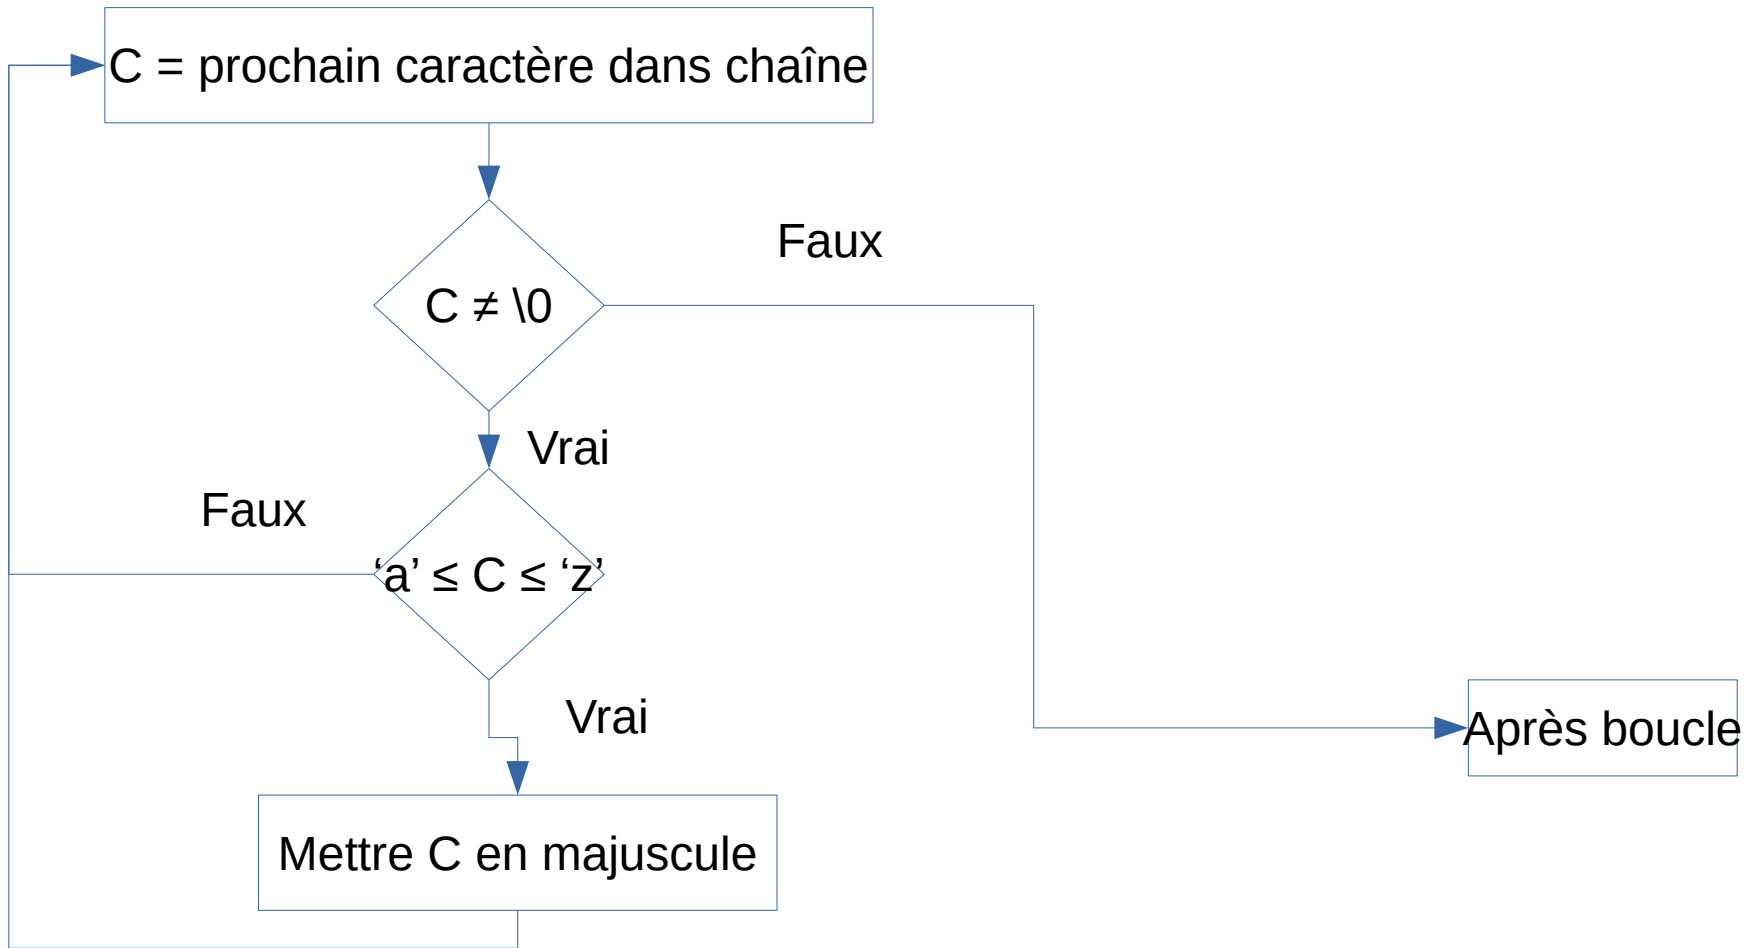 C = prochain caractère dans chaîne
Faux
C ≠ \0
Vrai
Faux
‘a’ ≤ C ≤ ‘z’
Vrai
Après boucle
Mettre C en majuscule